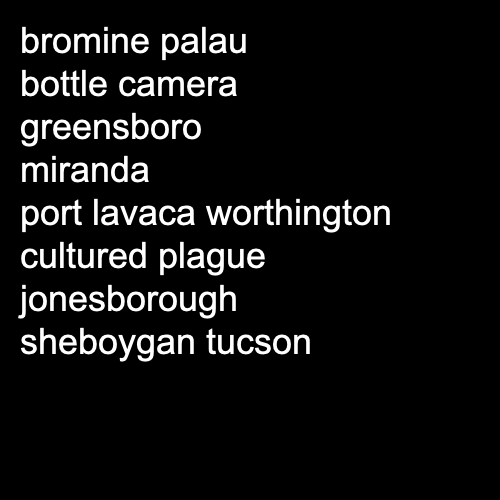 bromine palau
bottle camera
greensboro
miranda
port lavaca worthington
cultured plague
jonesborough
sheboygan tucson